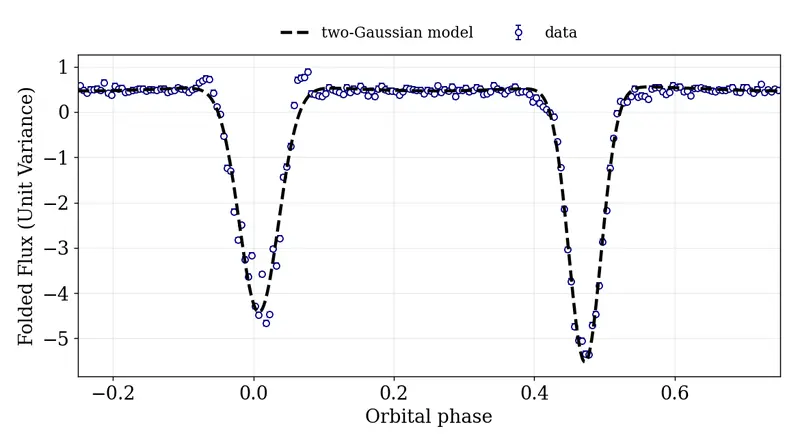 two-Gaussian model data
1
0
−1
−2
−3
−4
−5
Folded Flux (Unit Variance)
−0.2 0.0 0.2 0.4 0.6
Orbital phase